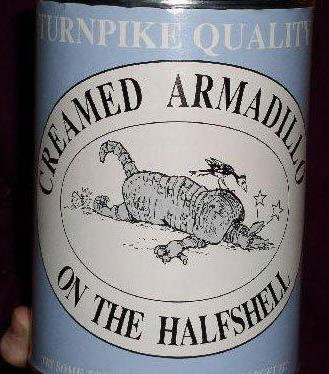 TURNPIKE QUALITY
CREAMED ARMADILLO
ON THE HALFSHELL